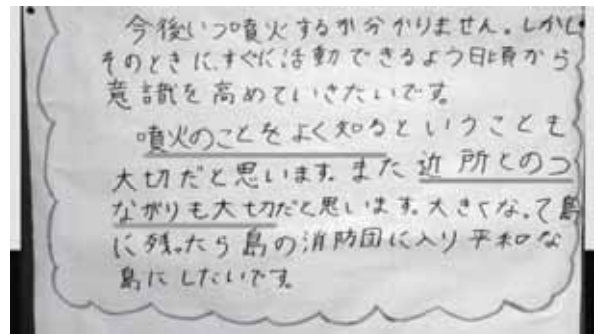 今後いつ噴火するか分かりません。しかし
そのときに、すぐに活動できるよう日頃から
意識を高めていきたいです。
噴火のことをよく知るということも
大切だと思います。また近所とのつ
ながりも大切だと思います。大きくなって島
に残ったら島の消防団に入り平和な
島にしたいです。